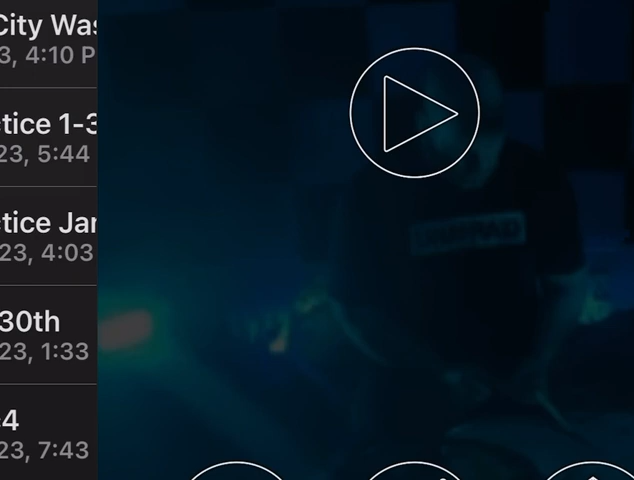 City Was
3, 4:10 P
tice 1-3
23, 5:44
tice Jan
23, 4:03
30th
23, 1:33
4
23, 7:43